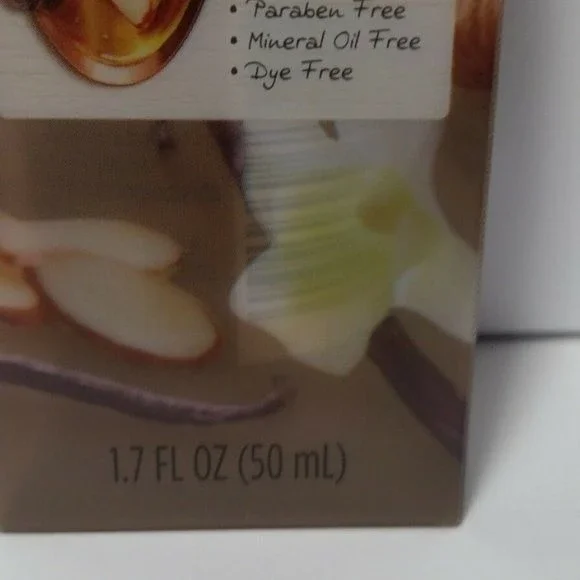 • Paraben Free
• Mineral Oil Free
• Dye Free
1.7 FL OZ (50 mL)